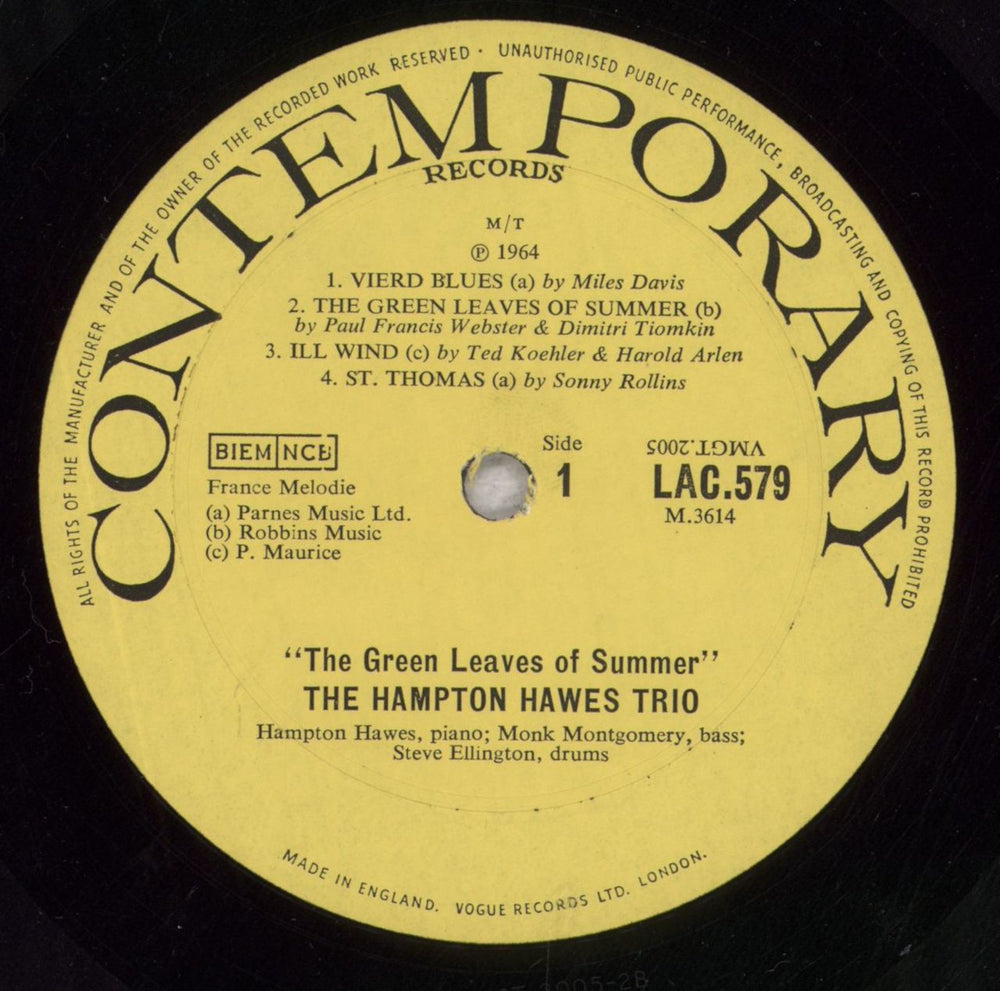 ALL RIGHTS OF THE MANUFACTURER AND OF THE OWNER OF THE RECORDED WORK RESERVED · UNAUTHORISED PUBLIC PERFORMANCE, BROADCASTING AND COPYING OF THIS RECORD PROHIBITED
CONTEMPORARY
RECORDS
M/T
℗ 1964
1. VIERD BLUES (a) by Miles Davis
2. THE GREEN LEAVES OF SUMMER (b)
by Paul Francis Webster & Dimitri Tiomkin
3. ILL WIND (c) by Ted Koehler & Harold Arlen
4. ST. THOMAS (a) by Sonny Rollins
BIEM NCB
France Melodie
(a) Parnes Music Ltd.
(b) Robbins Music
(c) P. Maurice
Side
1
VMGT.2005
LAC.579
M.3614
“The Green Leaves of Summer”
THE HAMPTON HAWES TRIO
Hampton Hawes, piano; Monk Montgomery, bass;
Steve Ellington, drums
MADE IN ENGLAND. VOGUE RECORDS LTD. LONDON.